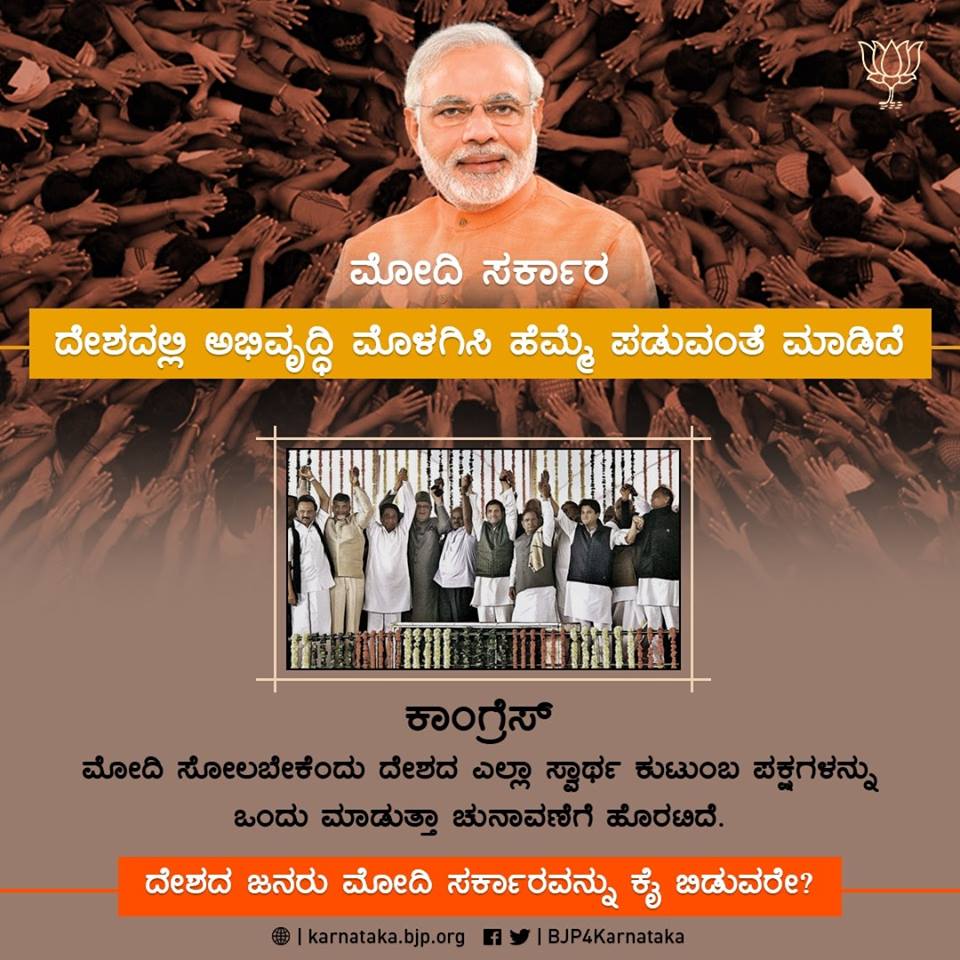 ಮೋದಿ ಸರ್ಕಾರ
ದೇಶದಲ್ಲಿ ಅಭಿವೃದ್ಧಿ ಮೊಳಗಿಸಿ ಹೆಮ್ಮೆ ಪಡುವಂತೆ ಮಾಡಿದೆ
ಕಾಂಗ್ರೆಸ್
ಮೋದಿ ಸೋಲಬೇಕೆಂದು ದೇಶದ ಎಲ್ಲಾ ಸ್ವಾರ್ಥ ಕುಟುಂಬ ಪಕ್ಷಗಳನ್ನು
ಒಂದು ಮಾಡುತ್ತಾ ಚುನಾವಣೆಗೆ ಹೊರಟಿದೆ.
ದೇಶದ ಜನರು ಮೋದಿ ಸರ್ಕಾರವನ್ನು ಕೈ ಬಿಡುವರೇ?
| karnataka.bjp.org | BJP4Karnataka